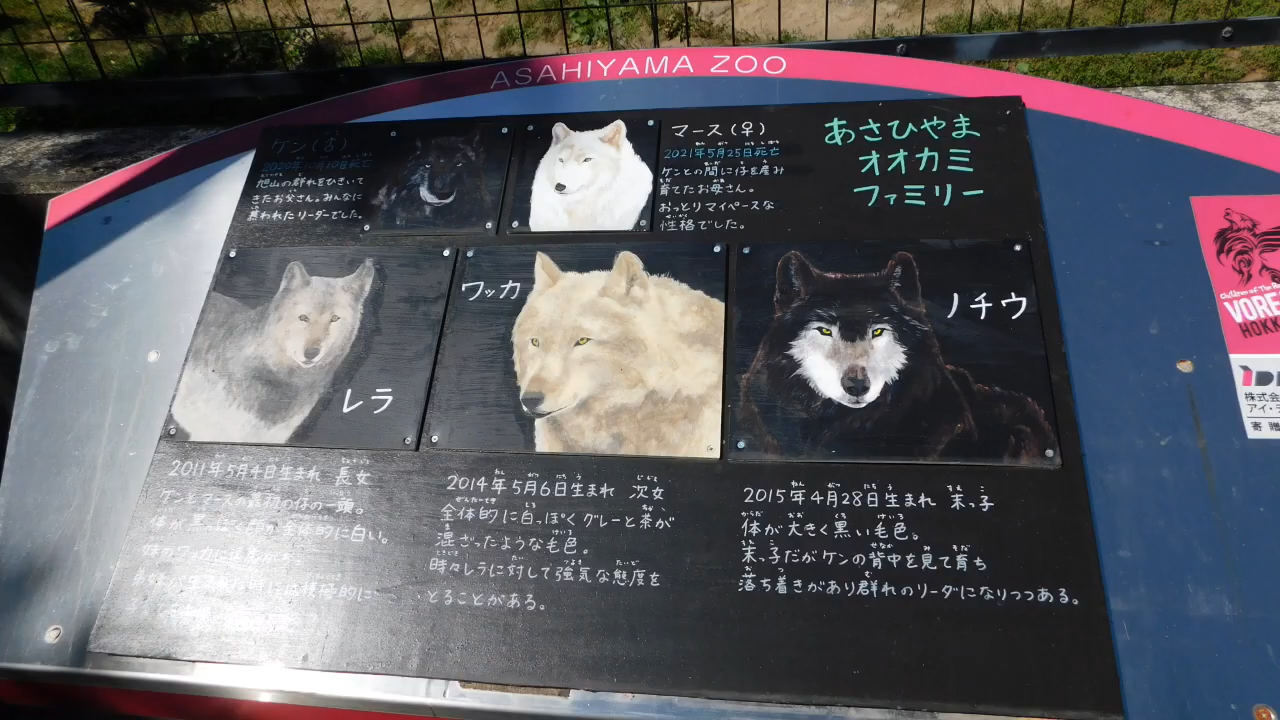 ASAHIYAMA ZOO
あさひやま
オオカミ
ファミリー
ケン(♂)
旭山の群れをひきいて
きたお父さん。みんなに
慕われたリーダーでした。
マース(♀)
2021年5月25日死亡
ケンとの間に仔を産み
育てたお母さん。
おっとりマイペースな
性格でした。
レラ
2011年5月4日生まれ 長女
ケンとマースの最初の仔の一頭。
全体的に白い。
ワッカ
2014年5月6日生まれ 次女
全体的に白っぽくグレーと茶が
混ざったような毛色。
時々レラに対して強気な態度を
とることがある。
ノチウ
2015年4月28日生まれ 末っ子
体が大きく黒い毛色。
末っ子だがケンの背中を見て育ち
落ち着きがあり群れのリーダになりつつある。
VORE
HOKK
株式会
アイ・
寄贈